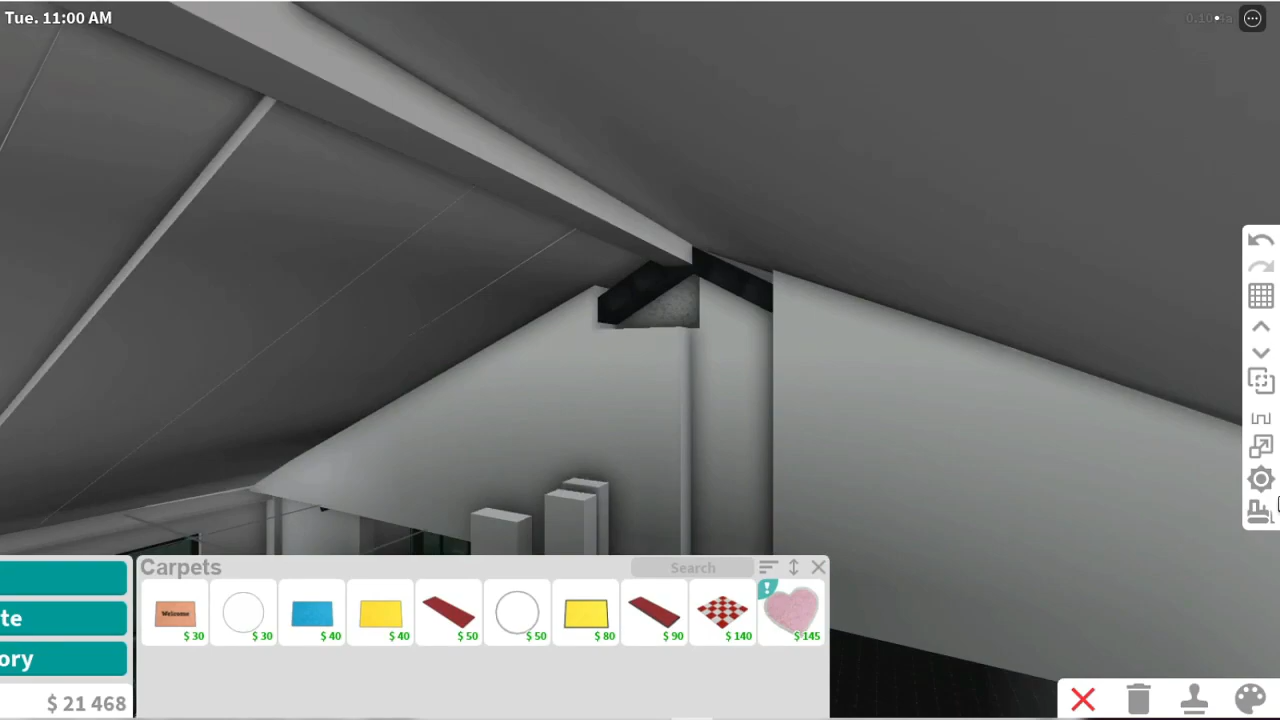 Tue. 11:00 AM
Carpets
Search
Welcome
$ 30
$ 30
$ 40
$ 40
$ 50
$ 50
$ 80
$ 90
$ 140
$ 145
te
ory
$ 21 468